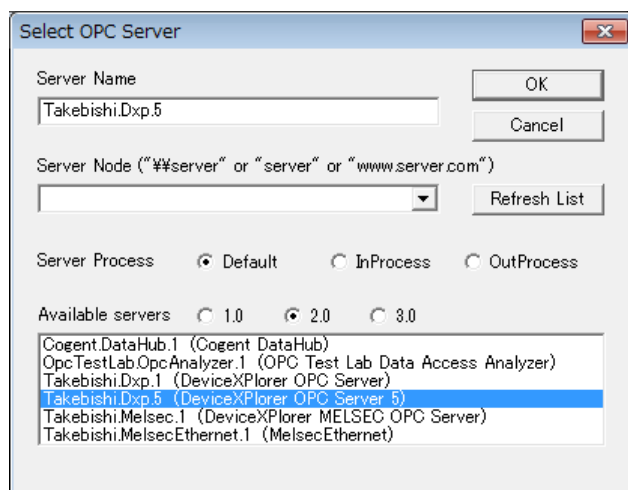 Select OPC Server
Server Name
OK
Takebishi.Dxp.5
Cancel
Server Node ("¥¥server" or "server" or "www.server.com")
Refresh List
Server Process Default InProcess OutProcess
Available servers 1.0 2.0 3.0
Cogent.DataHub.1 (Cogent DataHub)
OpcTestLab.OpcAnalyzer.1 (OPC Test Lab Data Access Analyzer)
Takebishi.Dxp.1 (DeviceXPlorer OPC Server)
Takebishi.Dxp.5 (DeviceXPlorer OPC Server 5)
Takebishi.Melsec.1 (DeviceXPlorer MELSEC OPC Server)
Takebishi.MelsecEthernet.1 (MelsecEthernet)